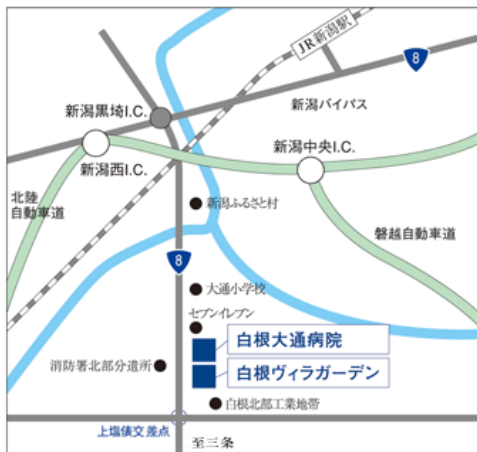 JR新潟駅
8
新潟バイパス
新潟黒埼I.C.
新潟西I.C.
新潟中央I.C.
北陸
自動車道
新潟ふるさと村
磐越自動車道
8
大通小学校
セブンイレブン
白根大通病院
消防署北部分遣所
白根ヴィラガーデン
白根北部工業地帯
上塩俵交差点
至三条